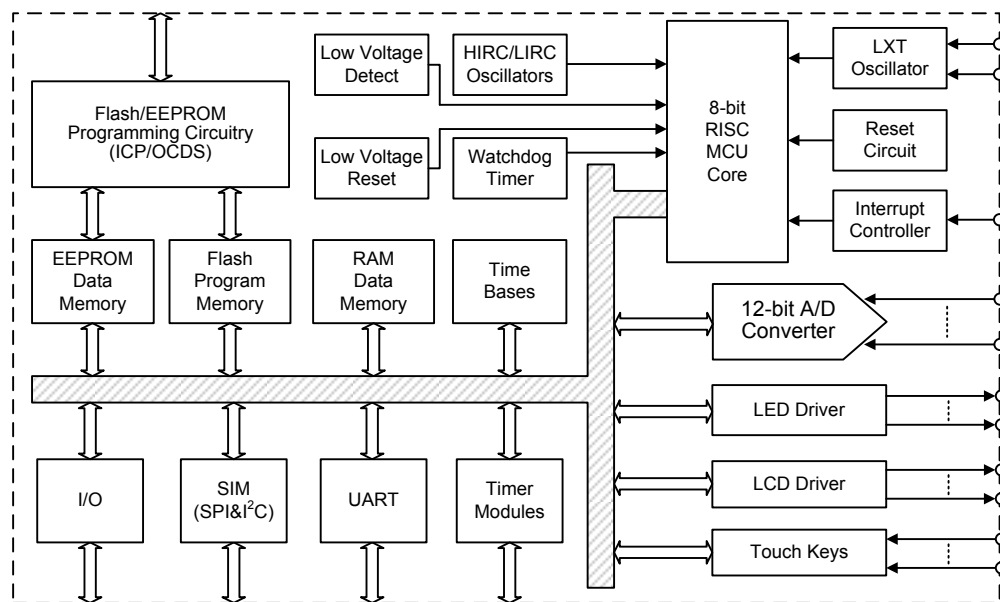 Flash/EEPROM
Programming Circuitry
(ICP/OCDS)
Low Voltage
Detect
HIRC/LIRC
Oscillators
Low Voltage
Reset
Watchdog
Timer
8-bit
RISC
MCU
Core
LXT
Oscillator
Reset
Circuit
Interrupt
Controller
EEPROM
Data
Memory
Flash
Program
Memory
RAM
Data
Memory
Time
Bases
12-bit A/D
Converter
LED Driver
LCD Driver
Touch Keys
I/O
SIM
(SPI&I²C)
UART
Timer
Modules